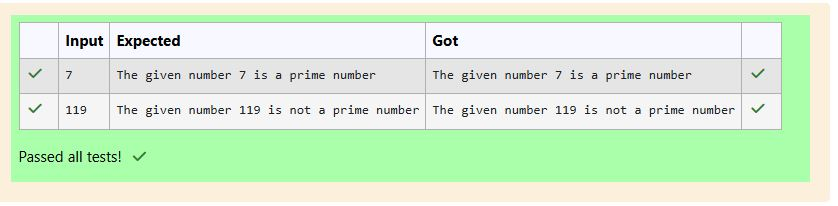 Input Expected Got
7 The given number 7 is a prime number The given number 7 is a prime number
119 The given number 119 is not a prime number The given number 119 is not a prime number
Passed all tests!